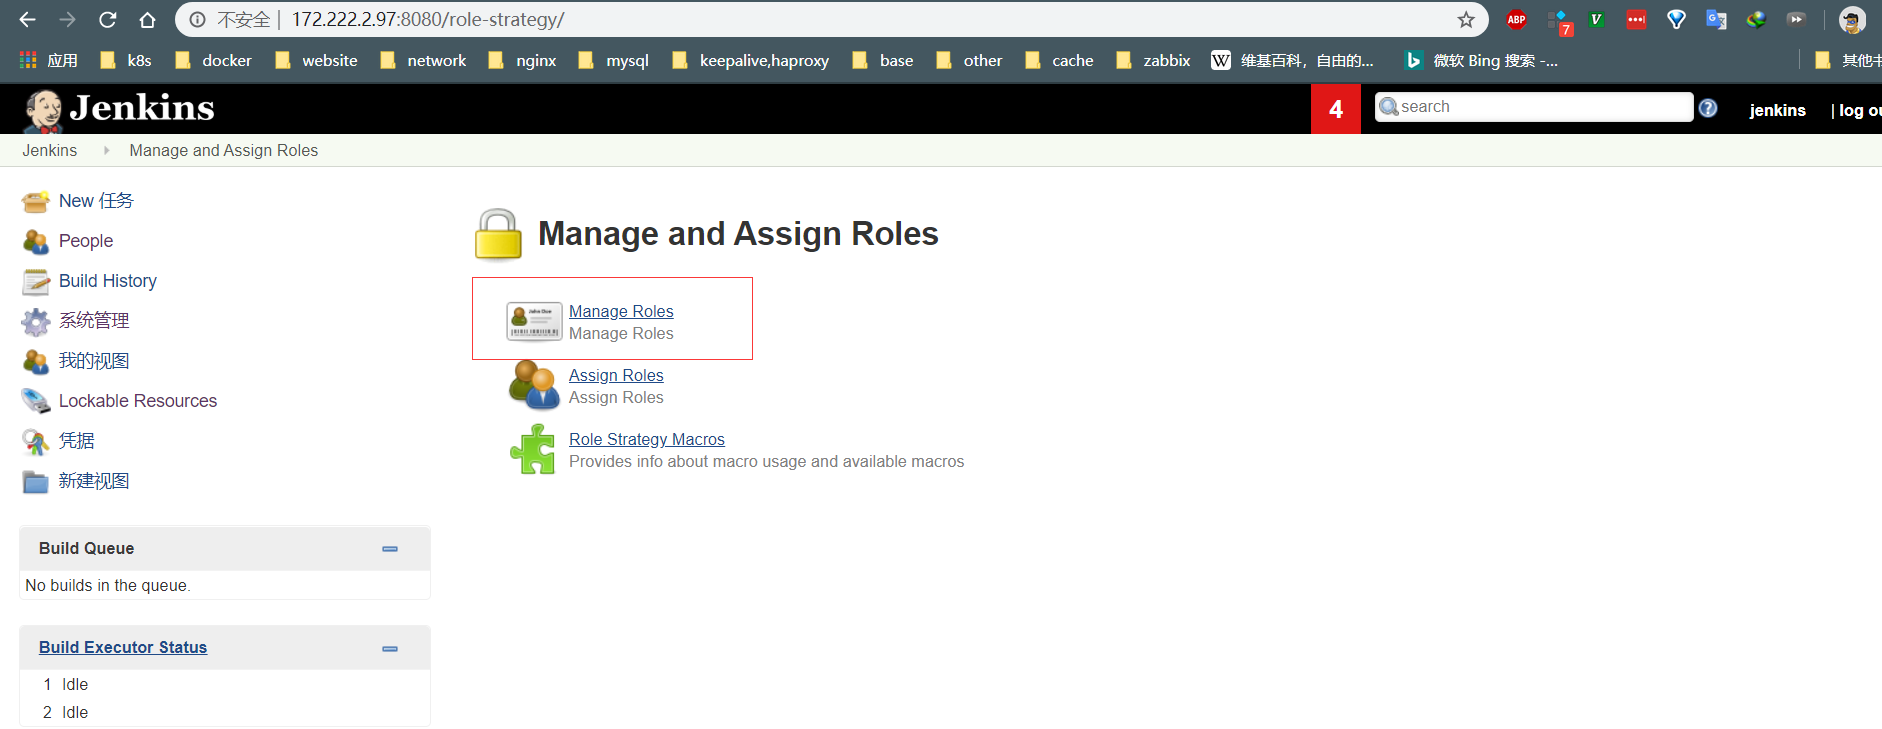 不安全 | 172.222.2.97:8080/role-strategy/
ABP 7 V
应用 k8s docker website network nginx mysql keepalive,haproxy base other cache zabbix W 维基百科，自由的... 微软 Bing 搜索 -... 其他书
Jenkins 4 search jenkins | log ou
Jenkins Manage and Assign Roles
New 任务
People
Build History
系统管理
我的视图
Lockable Resources
凭据
新建视图
Build Queue
No builds in the queue.
Build Executor Status
1 Idle
2 Idle
Manage and Assign Roles
John Doe
Manage Roles
Manage Roles
Assign Roles
Assign Roles
Role Strategy Macros
Provides info about macro usage and available macros